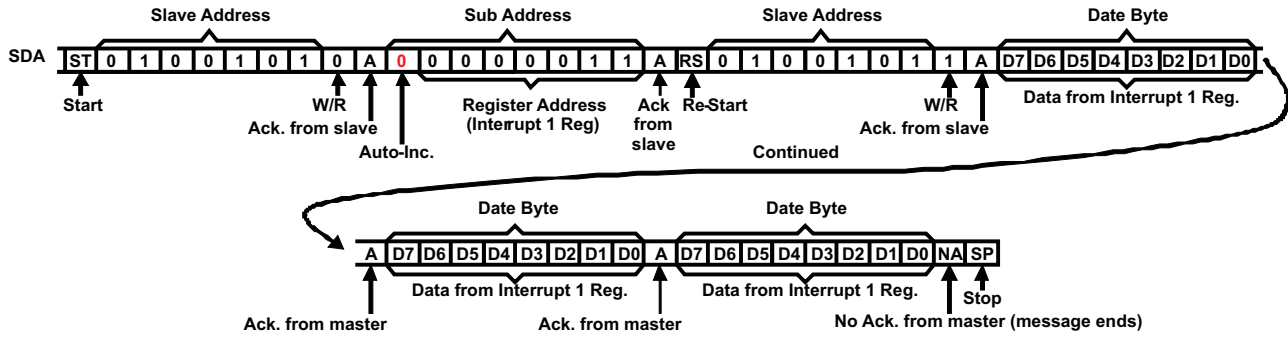 Slave Address Sub Address Slave Address Date Byte
SDA ST 0 1 0 0 1 0 1 0 A 0 0 0 0 0 0 1 1 A RS 0 1 0 0 1 0 1 1 A D7 D6 D5 D4 D3 D2 D1 D0
Start W/R Register Address Ack Re-Start W/R Data from Interrupt 1 Reg.
Ack. from slave (Interrupt 1 Reg) from Ack. from slave
slave
Auto-Inc. Continued
Date Byte Date Byte
A D7 D6 D5 D4 D3 D2 D1 D0 A D7 D6 D5 D4 D3 D2 D1 D0 NA SP
Data from Interrupt 1 Reg. Data from Interrupt 1 Reg. Stop
Ack. from master Ack. from master No Ack. from master (message ends)